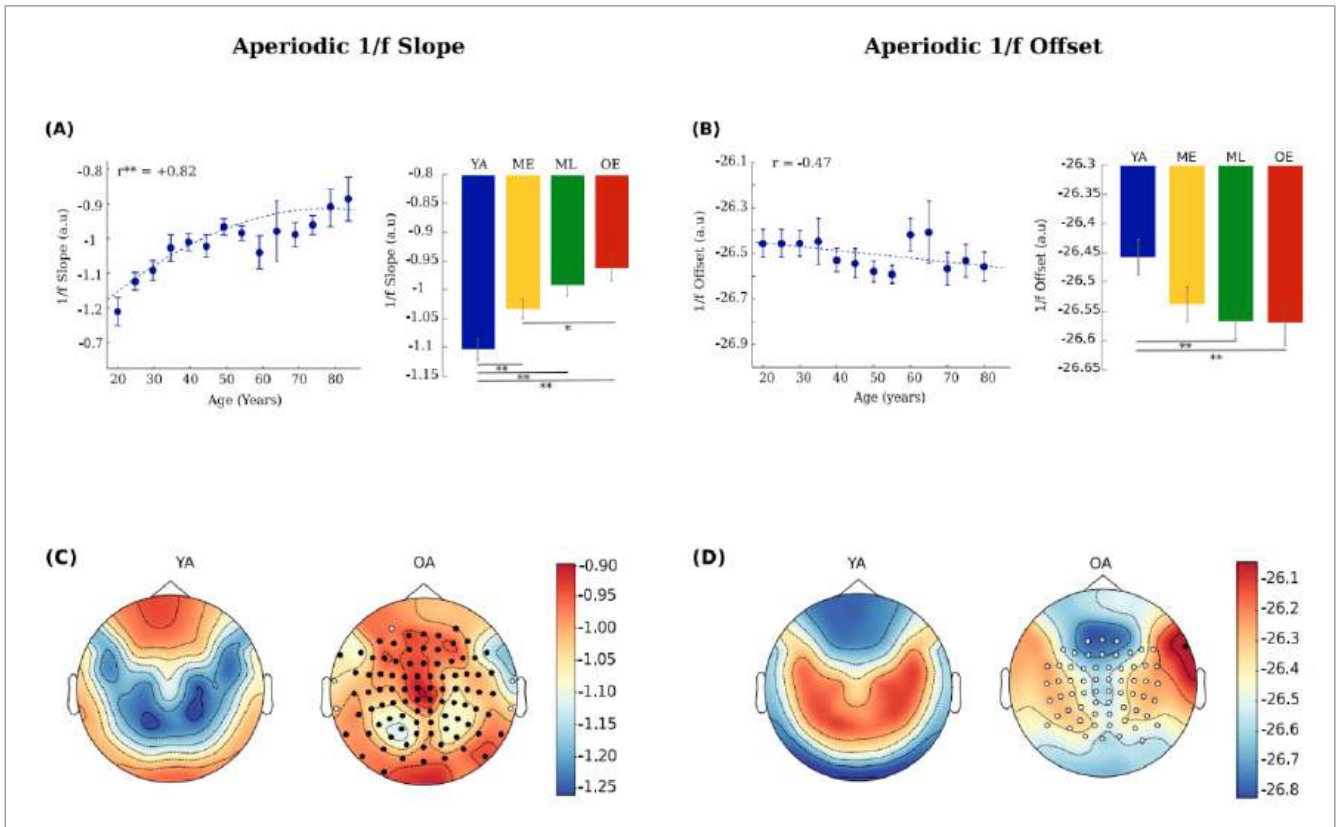 Aperiodic 1/f Slope
Aperiodic 1/f Offset
(A)
r** = +0.82
-0.8
-0.9
-1
-1.1
-1.2
-0.7
1/f Slope (a.u)
20 30 40 50 60 70 80
Age (Years)
YA ME ML OE
-0.8
-0.85
-0.9
-0.95
-1
-1.05
-1.1
-1.15
1/f Slope (a.u)
*
**
**
**
(B)
r = -0.47
-26.1
-26.3
-26.5
-26.7
-26.9
1/f Offset (a.u)
20 30 40 50 60 70 80
Age (years)
YA ME ML OE
-26.3
-26.35
-26.4
-26.45
-26.5
-26.55
-26.6
-26.65
1/f Offset (a.u)
**
**
(C)
YA
OA
-0.90
-0.95
-1.00
-1.05
-1.10
-1.15
-1.20
-1.25
(D)
YA
OA
-26.1
-26.2
-26.3
-26.4
-26.5
-26.6
-26.7
-26.8